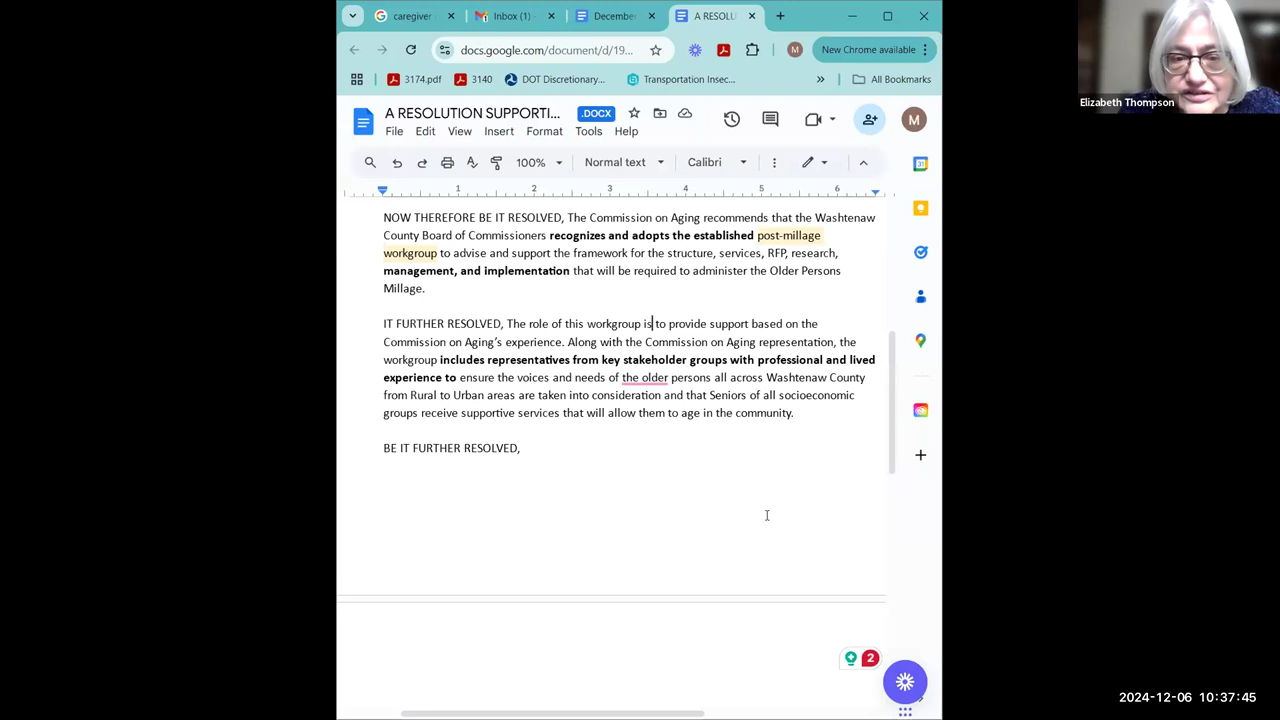 caregiver
Inbox (1)
December
A RESOLU
docs.google.com/document/d/19...
M
New Chrome available
3174.pdf
3140
DOT Discretionary...
Transportation Insec...
»
All Bookmarks
A RESOLUTION SUPPORTI...
.DOCX
M
File Edit View Insert Format Tools Help
100%
Normal text
Calibri
1 2 3 4 5 6
NOW THEREFORE BE IT RESOLVED, The Commission on Aging recommends that the Washtenaw
County Board of Commissioners recognizes and adopts the established post-millage
workgroup to advise and support the framework for the structure, services, RFP, research,
management, and implementation that will be required to administer the Older Persons
Millage.
IT FURTHER RESOLVED, The role of this workgroup is to provide support based on the
Commission on Aging's experience. Along with the Commission on Aging representation, the
workgroup includes representatives from key stakeholder groups with professional and lived
experience to ensure the voices and needs of the older persons all across Washtenaw County
from Rural to Urban areas are taken into consideration and that Seniors of all socioeconomic
groups receive supportive services that will allow them to age in the community.
BE IT FURTHER RESOLVED,
2
Elizabeth Thompson
2024-12-06 10:37:45